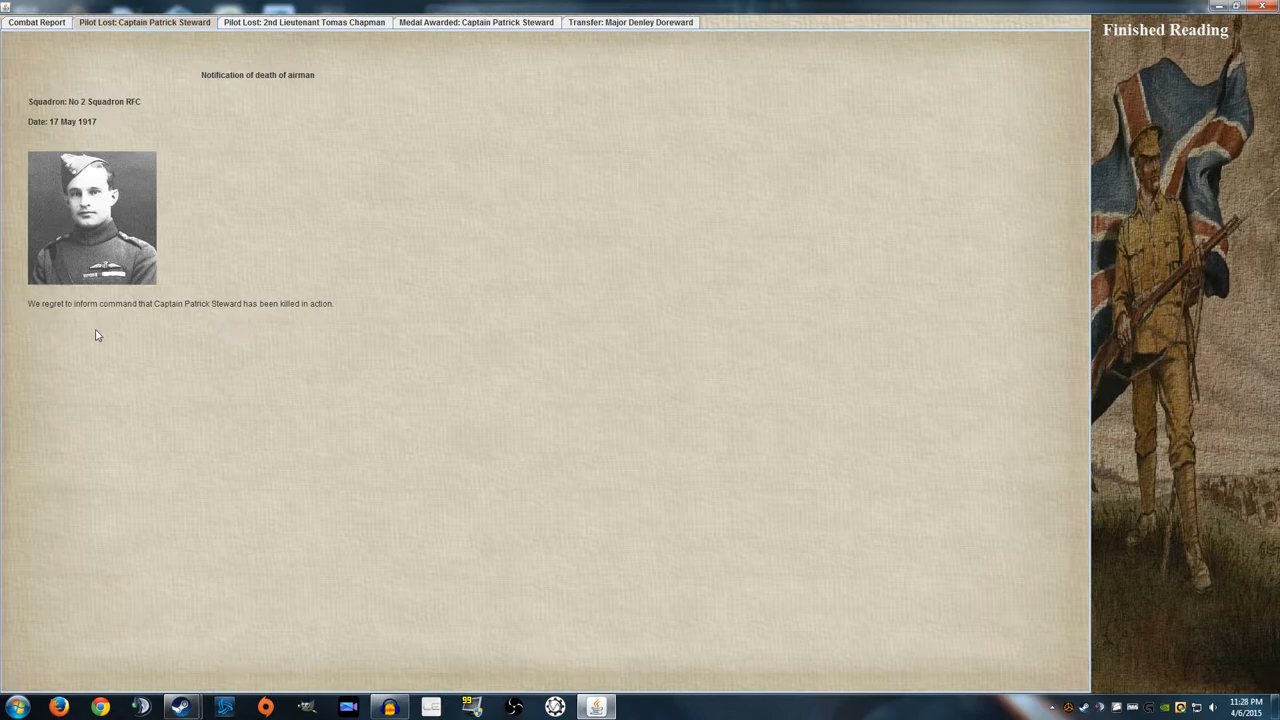 Combat Report
Pilot Lost: Captain Patrick Steward
Pilot Lost: 2nd Lieutenant Tomas Chapman
Medal Awarded: Captain Patrick Steward
Transfer: Major Denley Doreward
Finished Reading
Notification of death of airman
Squadron: No 2 Squadron RFC
Date: 17 May 1917
We regret to inform command that Captain Patrick Steward has been killed in action.
99
11:28 PM
4/6/2015